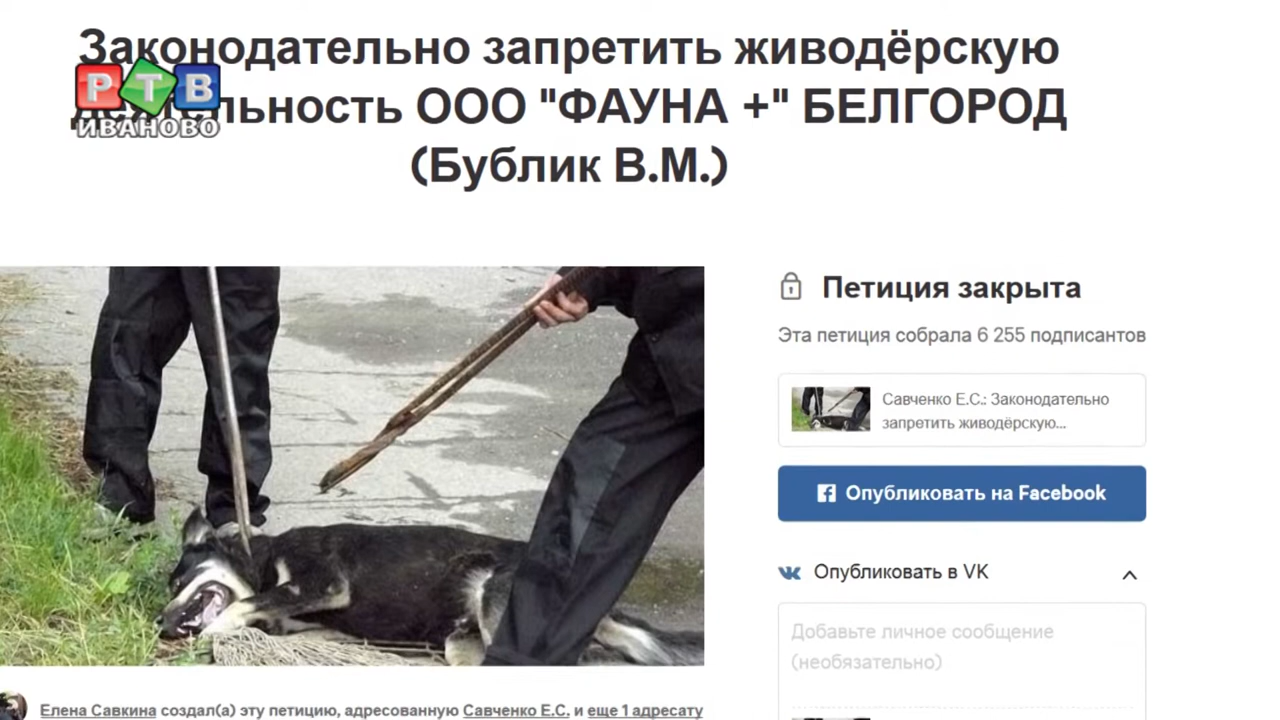 Законодательно запретить живодёрскую
деятельность ООО "ФАУНА +" БЕЛГОРОД
(Бублик В.М.)
РТВ
ИВАНОВО
Петиция закрыта
Эта петиция собрала 6 255 подписантов
Савченко Е.С.: Законодательно
запретить живодёрскую...
Опубликовать на Facebook
Опубликовать в VK
Добавьте личное сообщение
(необязательно)
Елена Савкина создал(а) эту петицию, адресованную Савченко Е.С. и еще 1 адресату